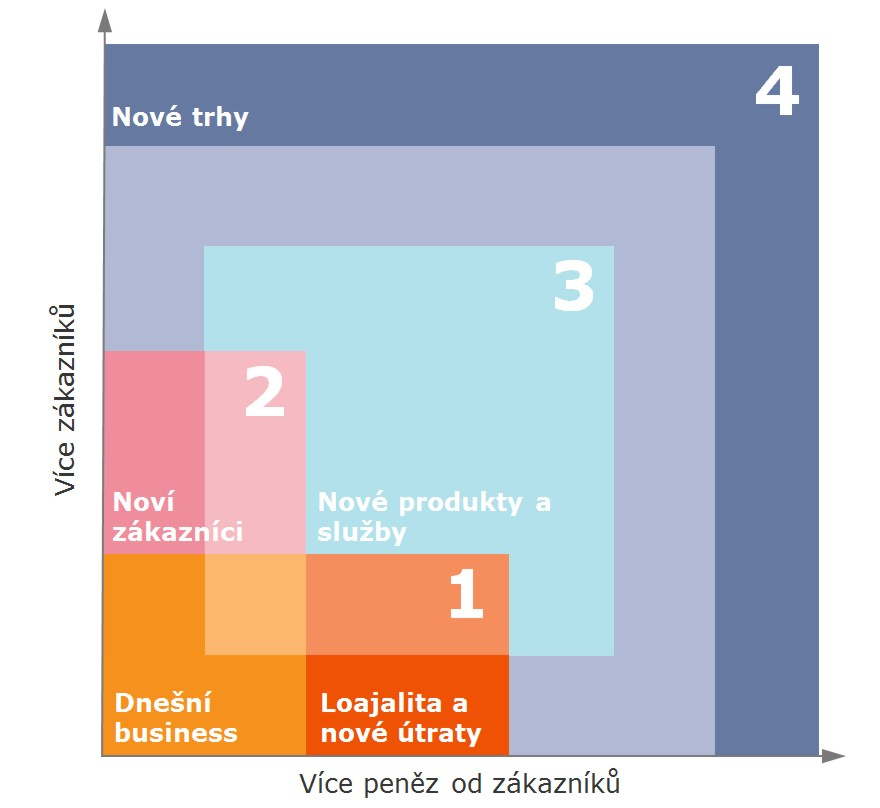 4
Nové trhy
3
2
Více zákazníků
Noví
zákazníci
Nové produkty a
služby
1
Dnešní
business
Loajalita a
nové útraty
Více peněz od zákazníků